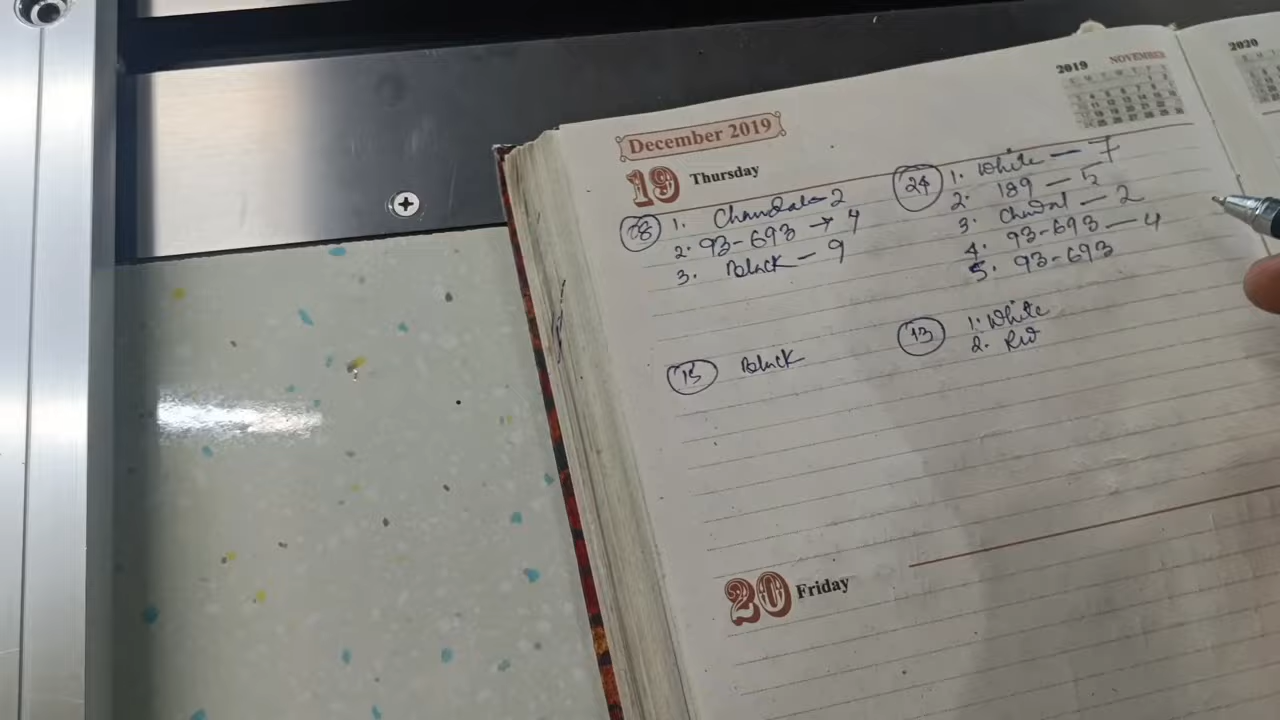 2019 NOVEMBER
2020
December 2019
19 Thursday
28 1. Chandal - 2
2. 93-693 → 4
3. Black - 9
24 1. White - 7
2. 189 - 5
3. Chandal - 2
4. 93-693 - 4
5. 93-693
15 Black
13 1. White
2. Red
20 Friday